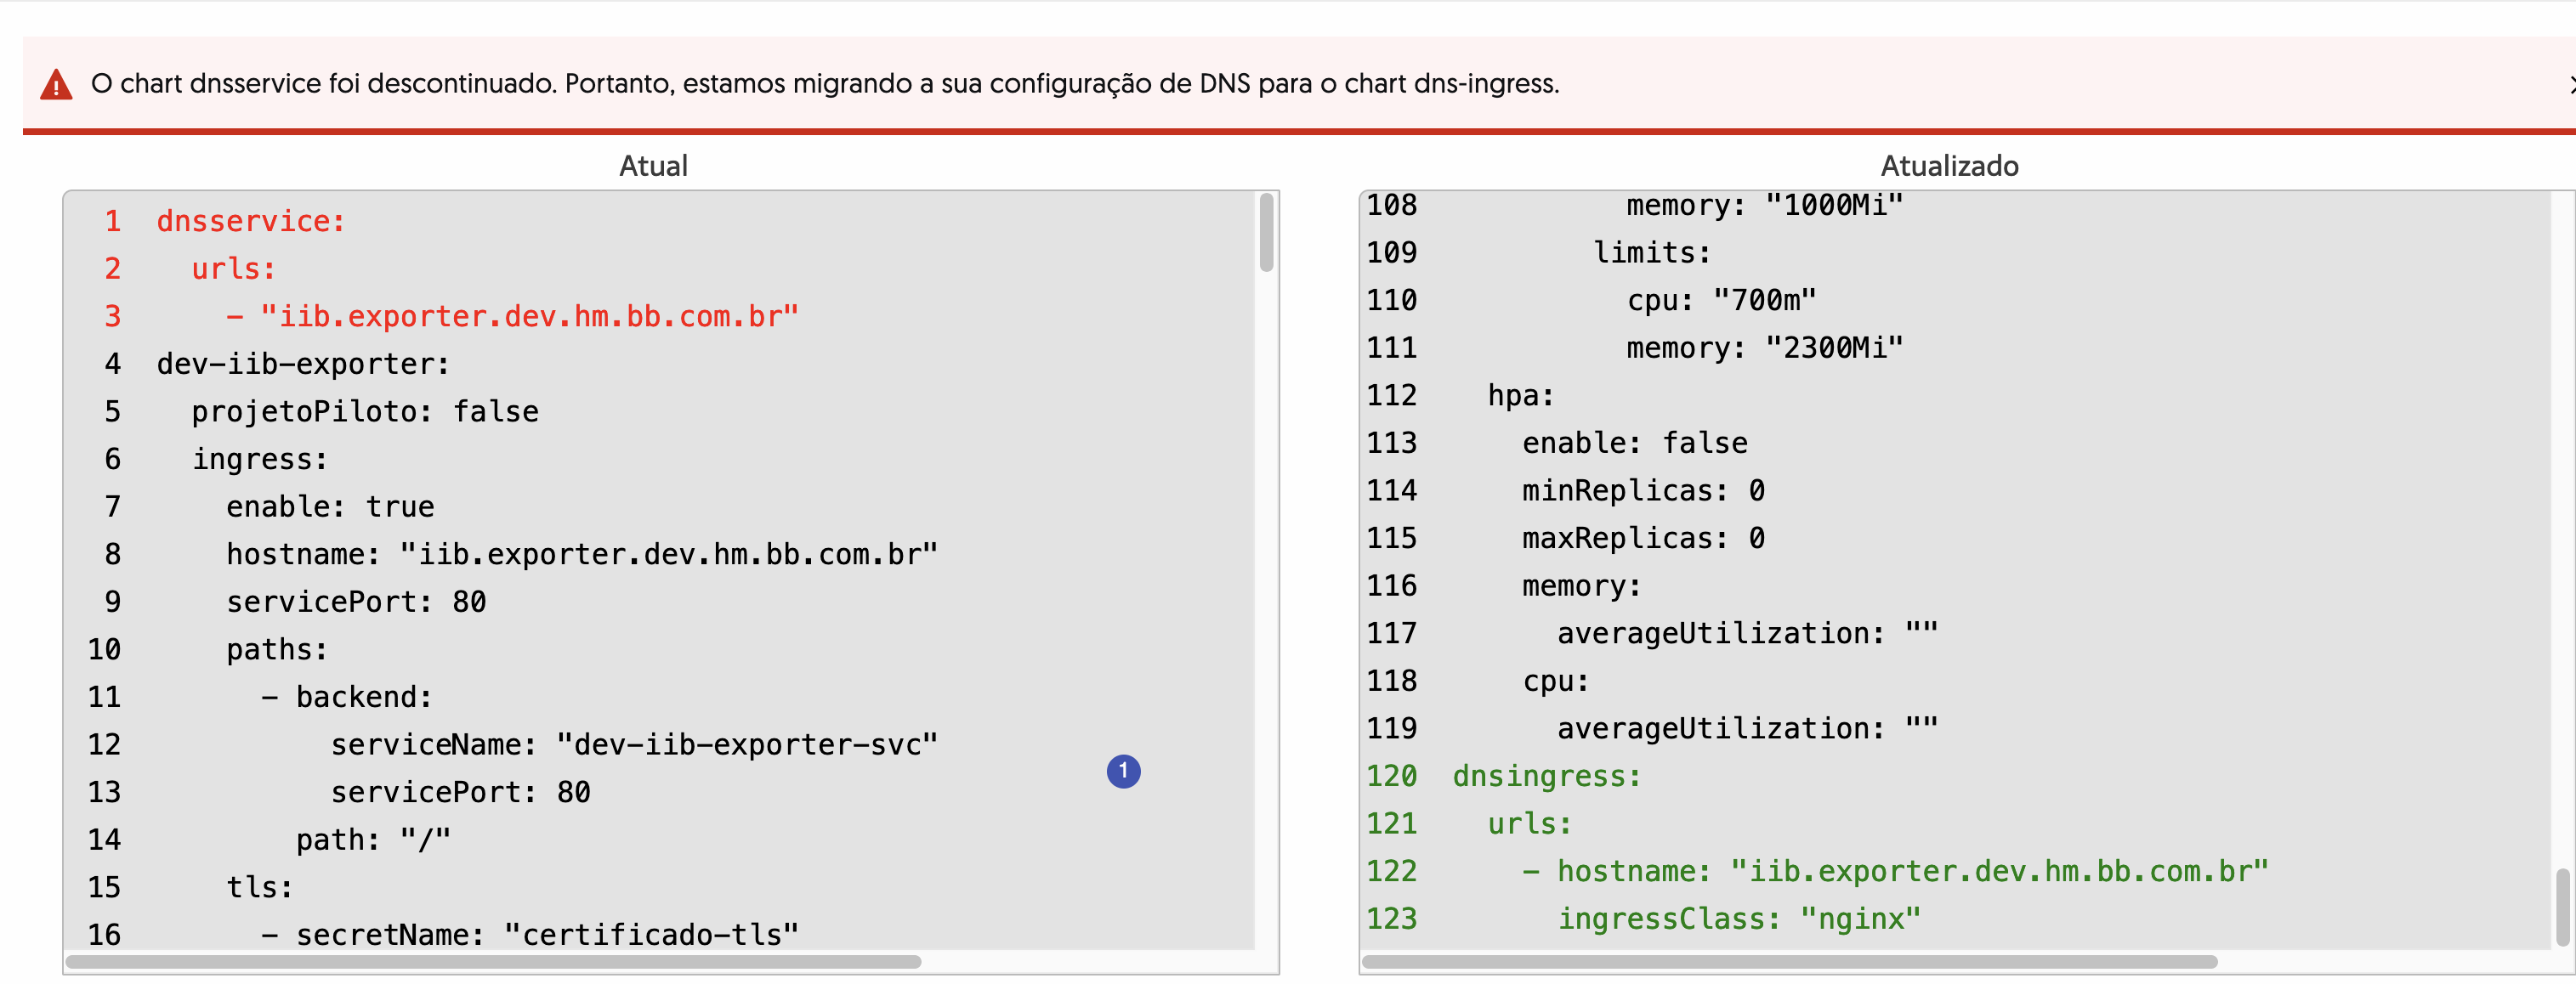 O chart dnsservice foi descontinuado. Portanto, estamos migrando a sua configuração de DNS para o chart dns-ingress.
Atual
1 dnsservice:
2 urls:
3 - "iib.exporter.dev.hm.bb.com.br"
4 dev-iib-exporter:
5 projetoPiloto: false
6 ingress:
7 enable: true
8 hostname: "iib.exporter.dev.hm.bb.com.br"
9 servicePort: 80
10 paths:
11 - backend:
12 serviceName: "dev-iib-exporter-svc"
13 servicePort: 80
14 path: "/"
15 tls:
16 - secretName: "certificado-tls"
1
Atualizado
108 memory: "1000Mi"
109 limits:
110 cpu: "700m"
111 memory: "2300Mi"
112 hpa:
113 enable: false
114 minReplicas: 0
115 maxReplicas: 0
116 memory:
117 averageUtilization: ""
118 cpu:
119 averageUtilization: ""
120 dnsingress:
121 urls:
122 - hostname: "iib.exporter.dev.hm.bb.com.br"
123 ingressClass: "nginx"